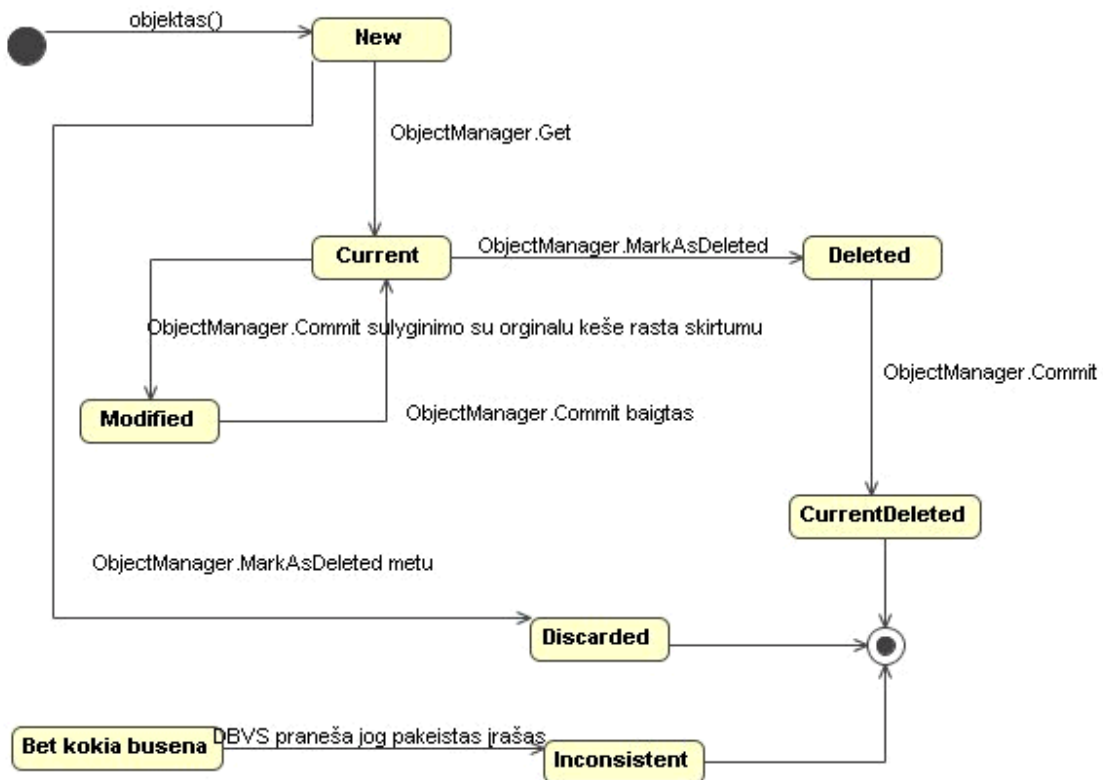 objektas()
New
ObjectManager.Get
Current
ObjectManager.MarkAsDeleted
Deleted
ObjectManager.Commit sulyginimo su orginalu keše rasta skirtumu
ObjectManager.Commit
Modified
ObjectManager.Commit baigtas
CurrentDeleted
ObjectManager.MarkAsDeleted metu
Discarded
Bet kokia busena
DBVS praneša jog pakeistas įrašas
Inconsistent